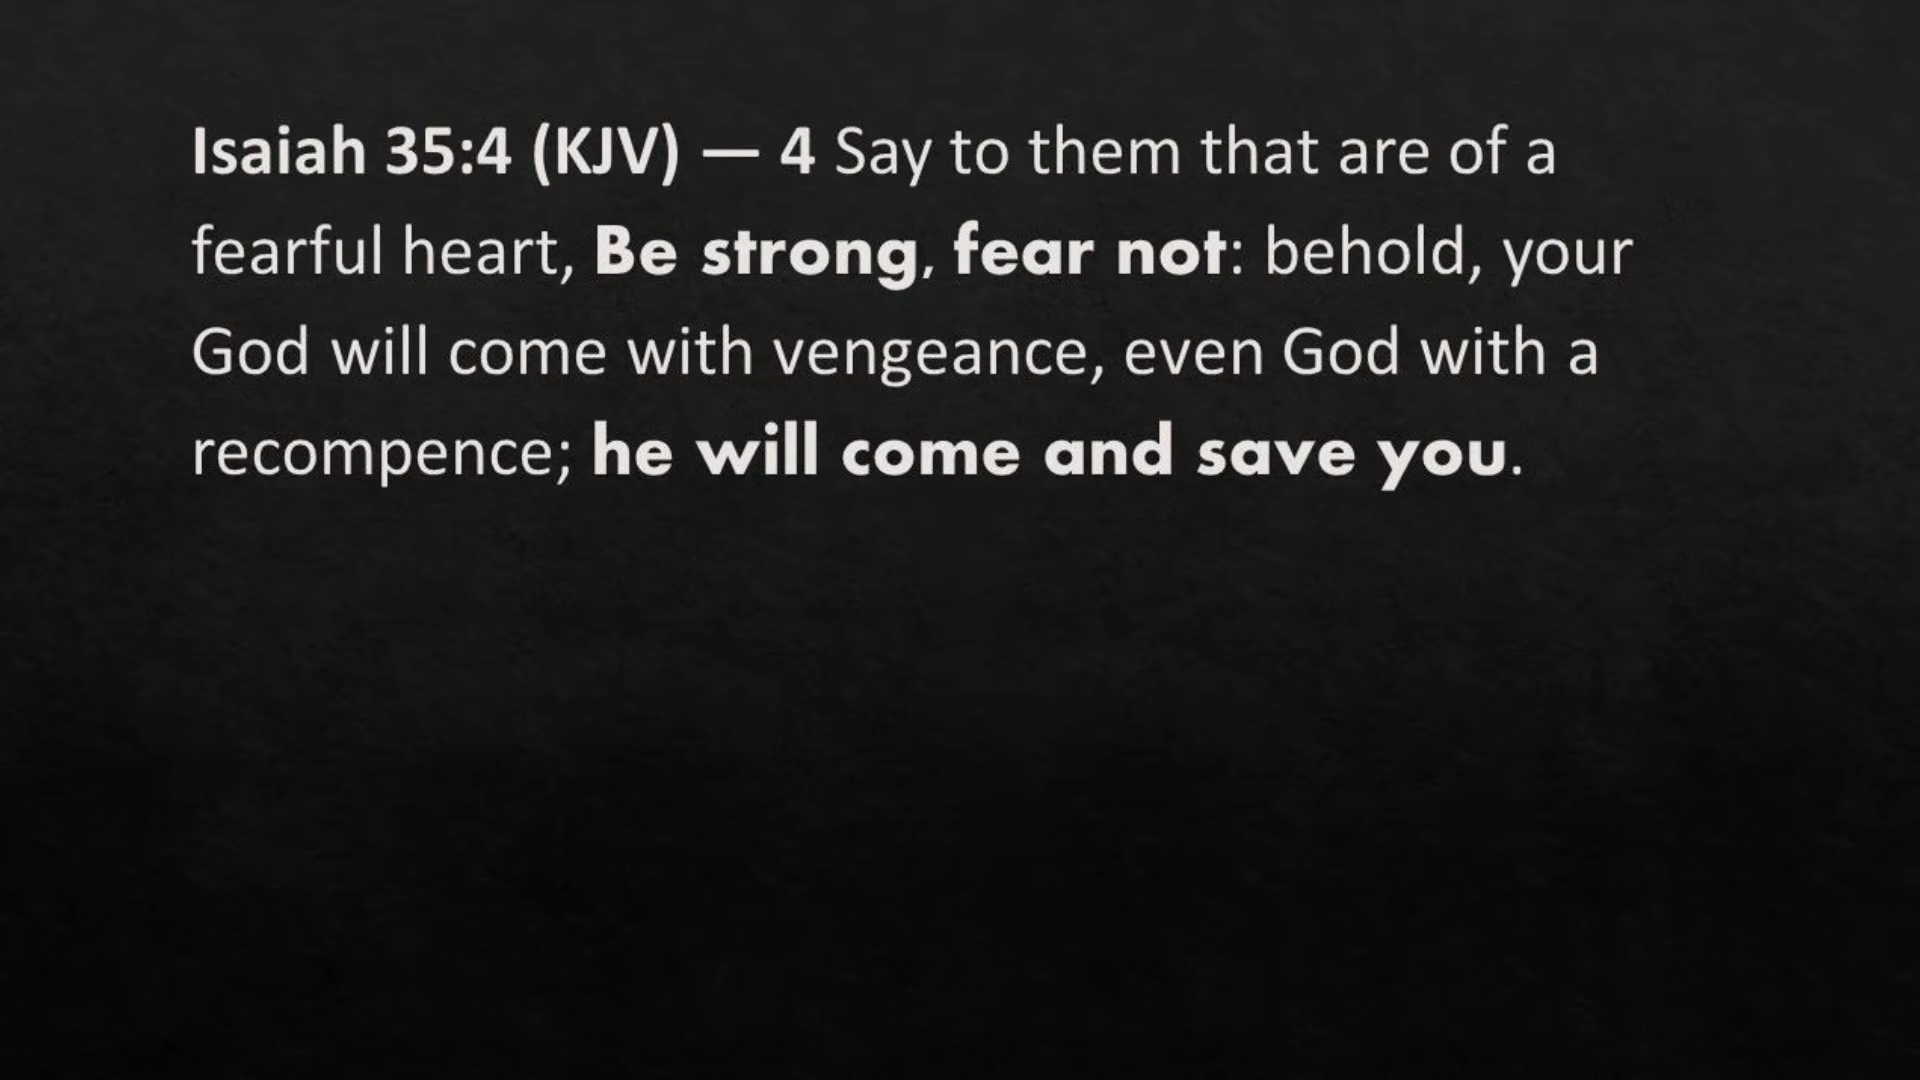 Isaiah 35:4 (KJV) — 4 Say to them that are of a
fearful heart, Be strong, fear not: behold, your
God will come with vengeance, even God with a
recompence; he will come and save you.